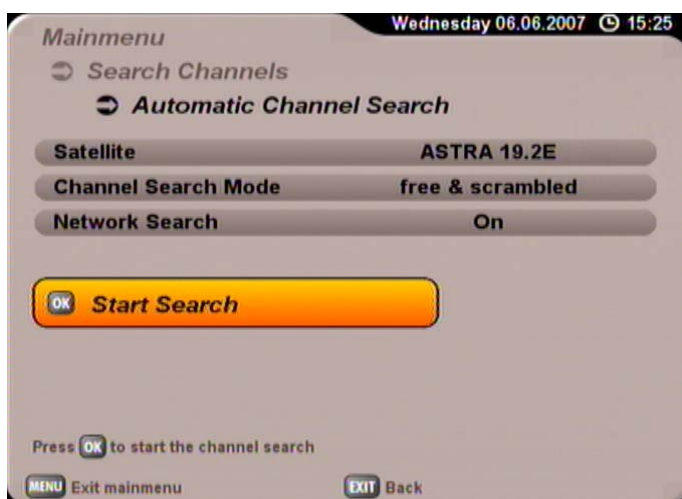 Wednesday 06.06.2007 15:25
Mainmenu
Search Channels
Automatic Channel Search
Satellite ASTRA 19.2E
Channel Search Mode free & scrambled
Network Search On
OK Start Search
Press OK to start the channel search
MENU Exit mainmenu EXIT Back